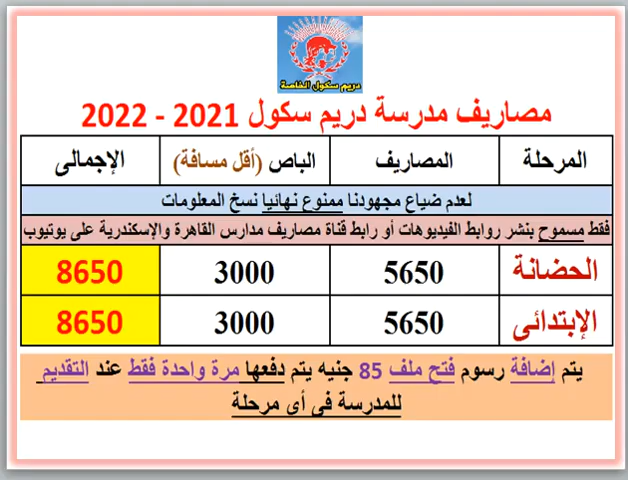 دريم سكول الخاصة
مصاريف مدرسة دريم سكول 2021 - 2022
المرحلة المصاريف الباص (أقل مسافة) الإجمالى
لعدم ضياع مجهودنا ممنوع نهائيا نسخ المعلومات
فقط مسموح بنشر روابط الفيديوهات أو رابط قناة مصاريف مدارس القاهرة والإسكندرية على يوتيوب
الحضانة 5650 3000 8650
الإبتدائى 5650 3000 8650
يتم إضافة رسوم فتح ملف 85 جنيه يتم دفعها مرة واحدة فقط عند التقديم
للمدرسة فى أى مرحلة